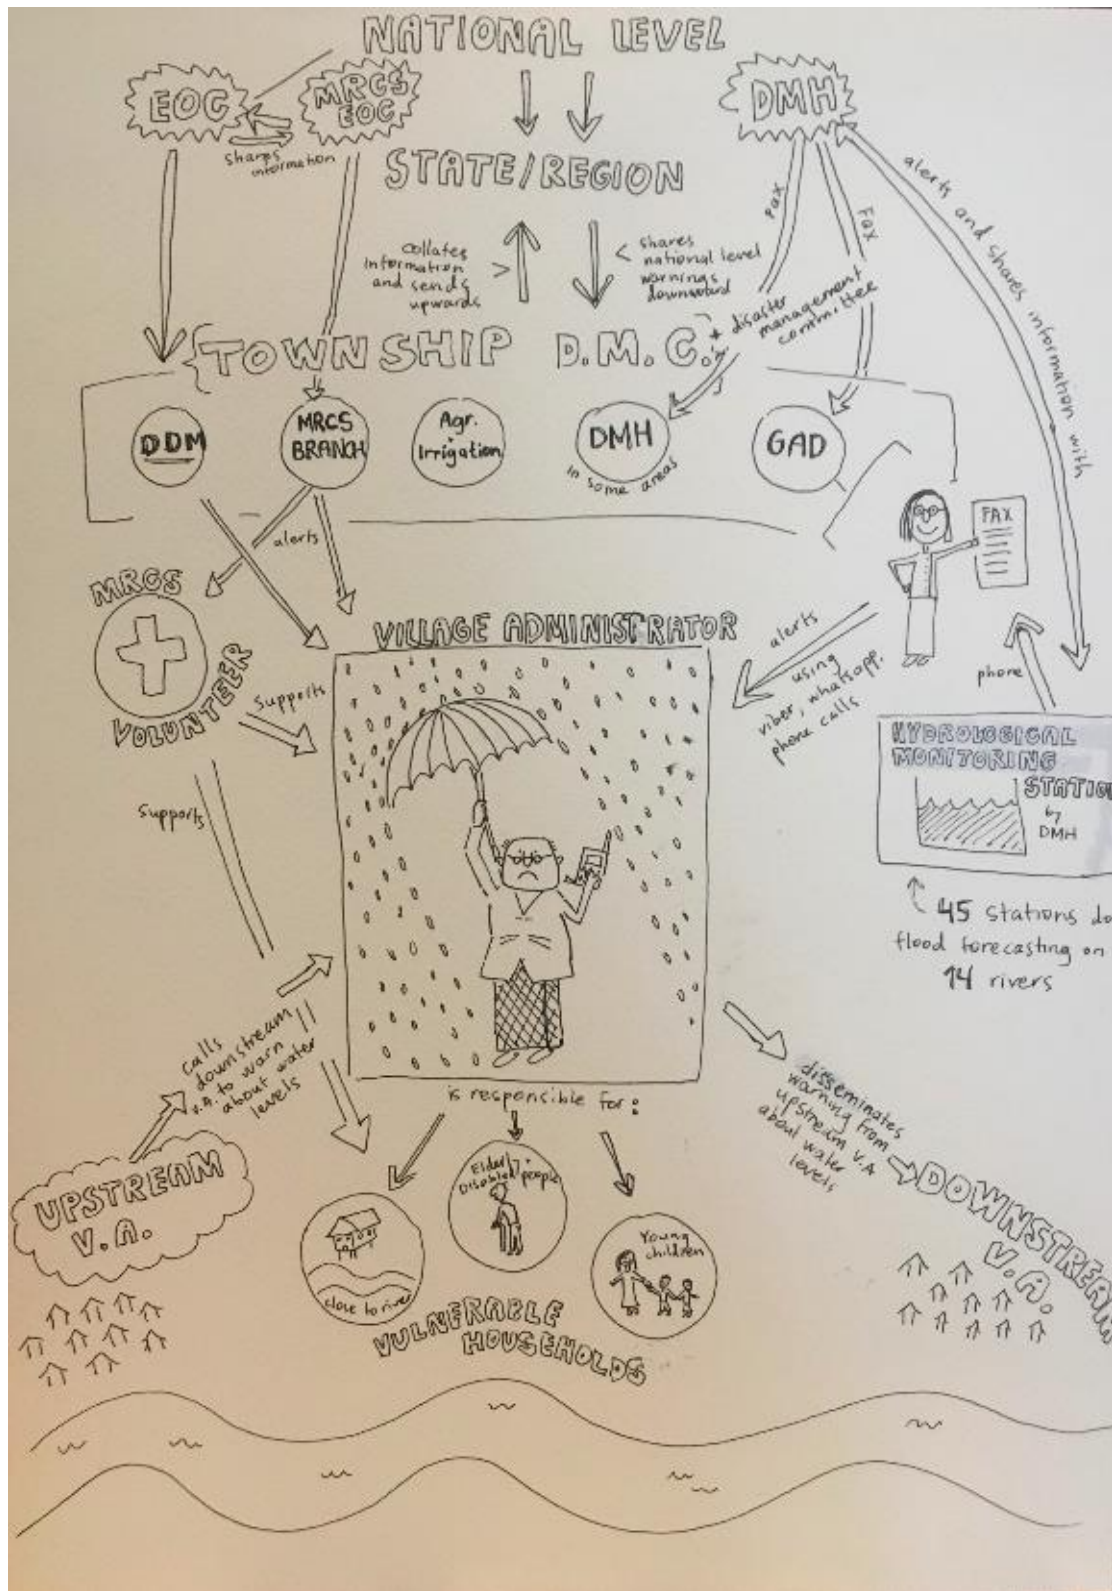 NATIONAL LEVEL
EOC
MRCS
EOC
DMH
shares
information
STATE/REGION
Fax
Fax
alerts and shares information with
collates
information
and sends
upwards
>
<
shares
national level
warnings
downward
TOWNSHIP D.M.C.
* disaster
management
committee
DDM
MRCS
BRANCH
Agr.
+
Irrigation
DMH
in some areas
GAD
FAX
alerts
MRCS
VOLUNTEER
VILLAGE ADMINISTRATOR
alerts
using
viber, whatsapp.
phone calls
phone
supports
supports
HYDROLOGICAL
MONITORING
STATION
by
DMH
45 stations do
flood forecasting on
14 rivers
calls
downstream
V.A. to warn
about water
levels
is responsible for:
disseminates
warning from
upstream V.A
about water
levels
UPSTREAM
V.A.
DOWNSTREAM
V.A.
close to river
Elderly +
Disabled people
Young
children
VULNERABLE
HOUSEHOLDS